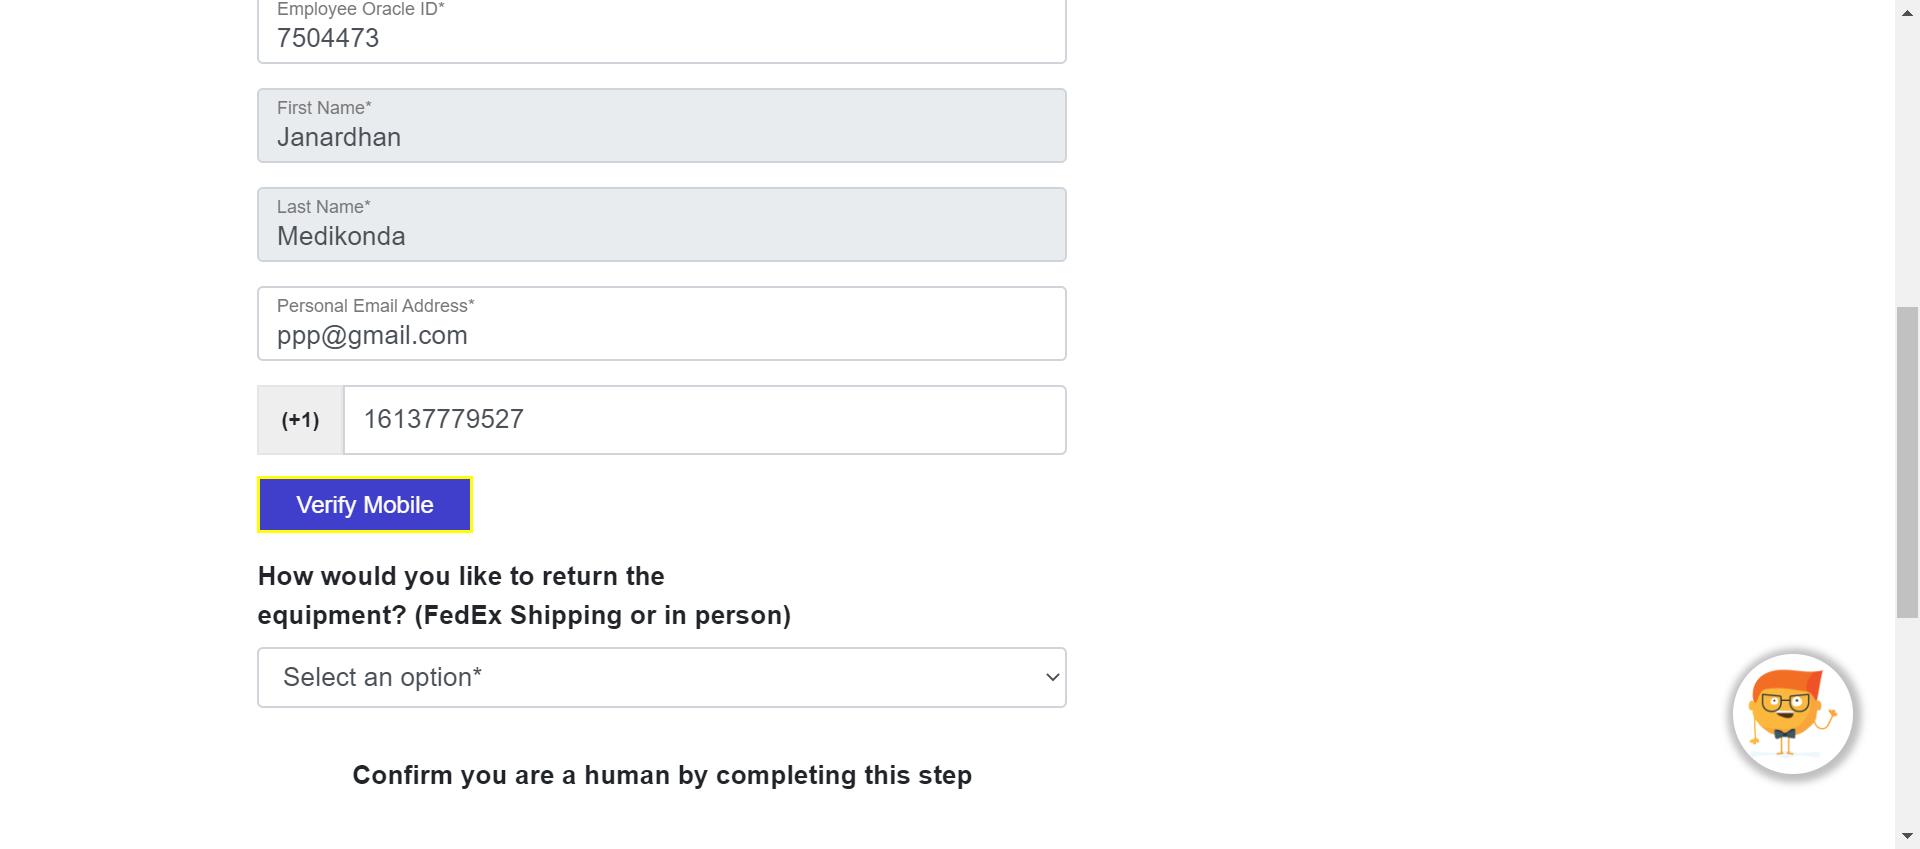 Employee Oracle ID*
7504473
First Name*
Janardhan
Last Name*
Medikonda
Personal Email Address*
ppp@gmail.com
(+1) 16137779527
Verify Mobile
How would you like to return the
equipment? (FedEx Shipping or in person)
Select an option*
Confirm you are a human by completing this step